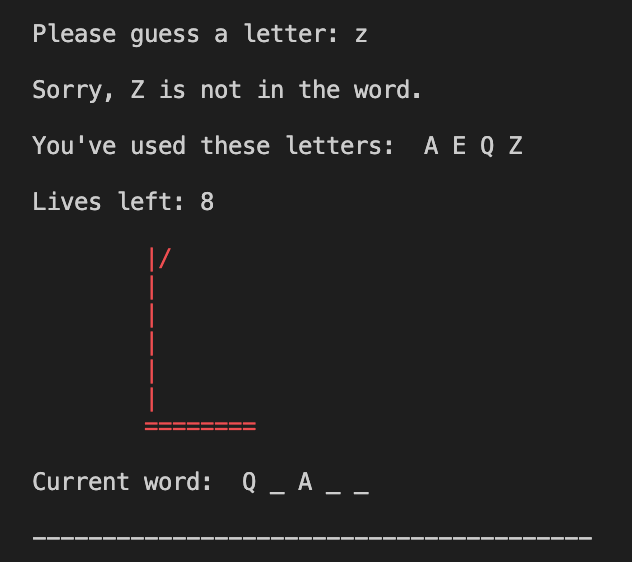 Please guess a letter: z
Sorry, Z is not in the word.
You've used these letters:  A E Q Z
Lives left: 8
|/
|
|
|
|
|
========
Current word:  Q _ A _ _
________________________________________